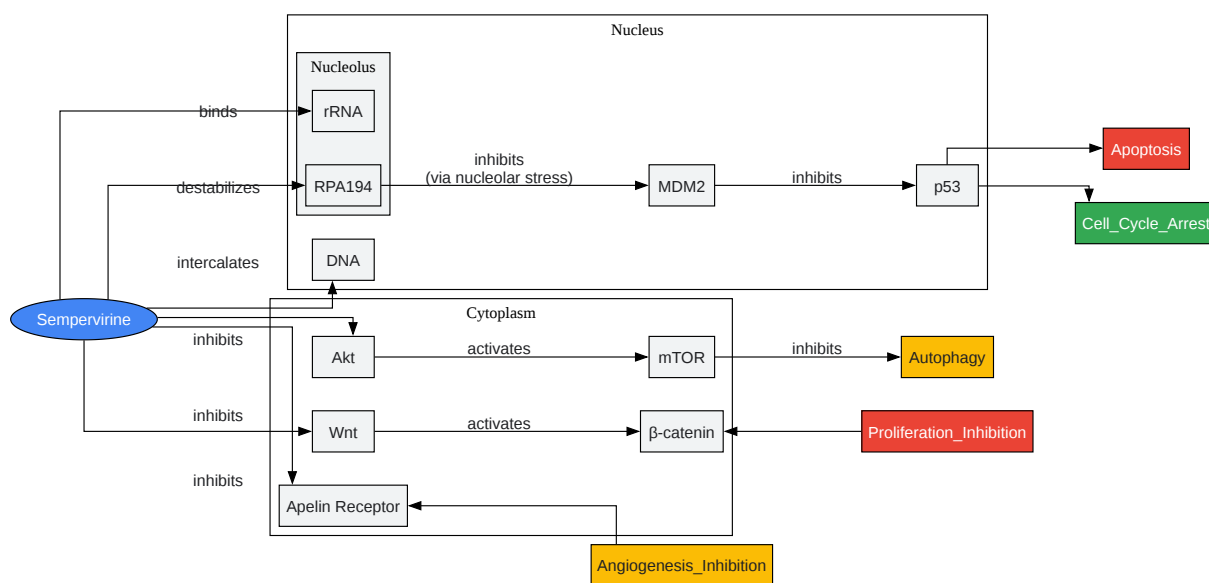 Nucleus
Nucleolus
binds
rRNA
Apoptosis
inhibits
(via nucleolar stress)
destabilizes
RPA194
MDM2
inhibits
p53
Cell_Cycle_Arrest
intercalates
DNA
Sempervirine
Cytoplasm
inhibits
Akt
activates
mTOR
inhibits
Autophagy
inhibits
Wnt
activates
β-catenin
Proliferation_Inhibition
inhibits
Apelin Receptor
Angiogenesis_Inhibition